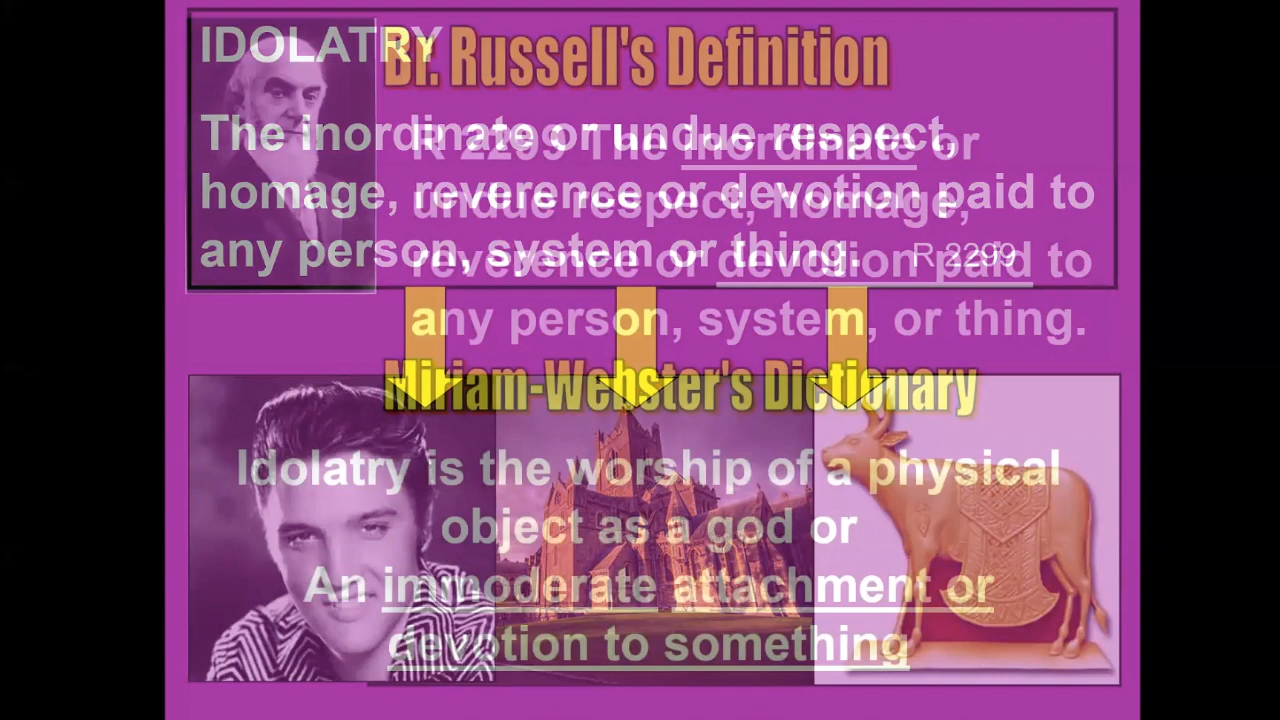 IDOLATRY
The inordinate or undue respect,
homage, reverence or devotion paid to
any person, system or thing. R 2299
Br. Russell's Definition
R 2299 The inordinate or
undue respect, homage,
reverence or devotion paid to
any person, system, or thing.
Miriam-Webster's Dictionary
Idolatry is the worship of a physical
object as a god or
An immoderate attachment or
devotion to something